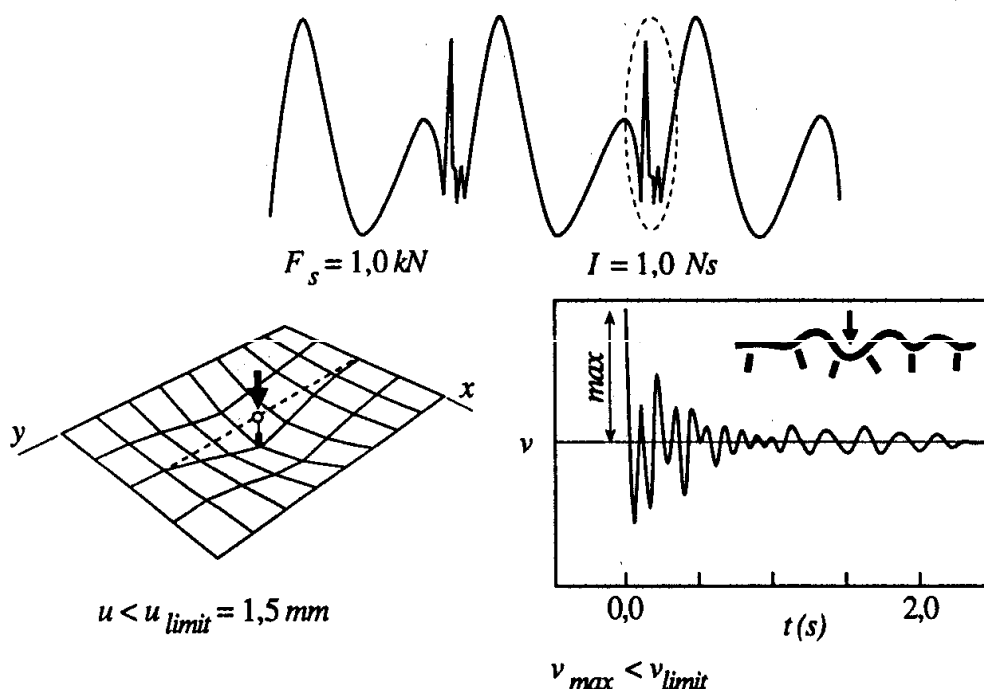 F_s = 1,0 kN
I = 1,0 Ns
y
x
u < u_limit = 1,5 mm
max
v
0,0
2,0
t(s)
v_max < v_limit